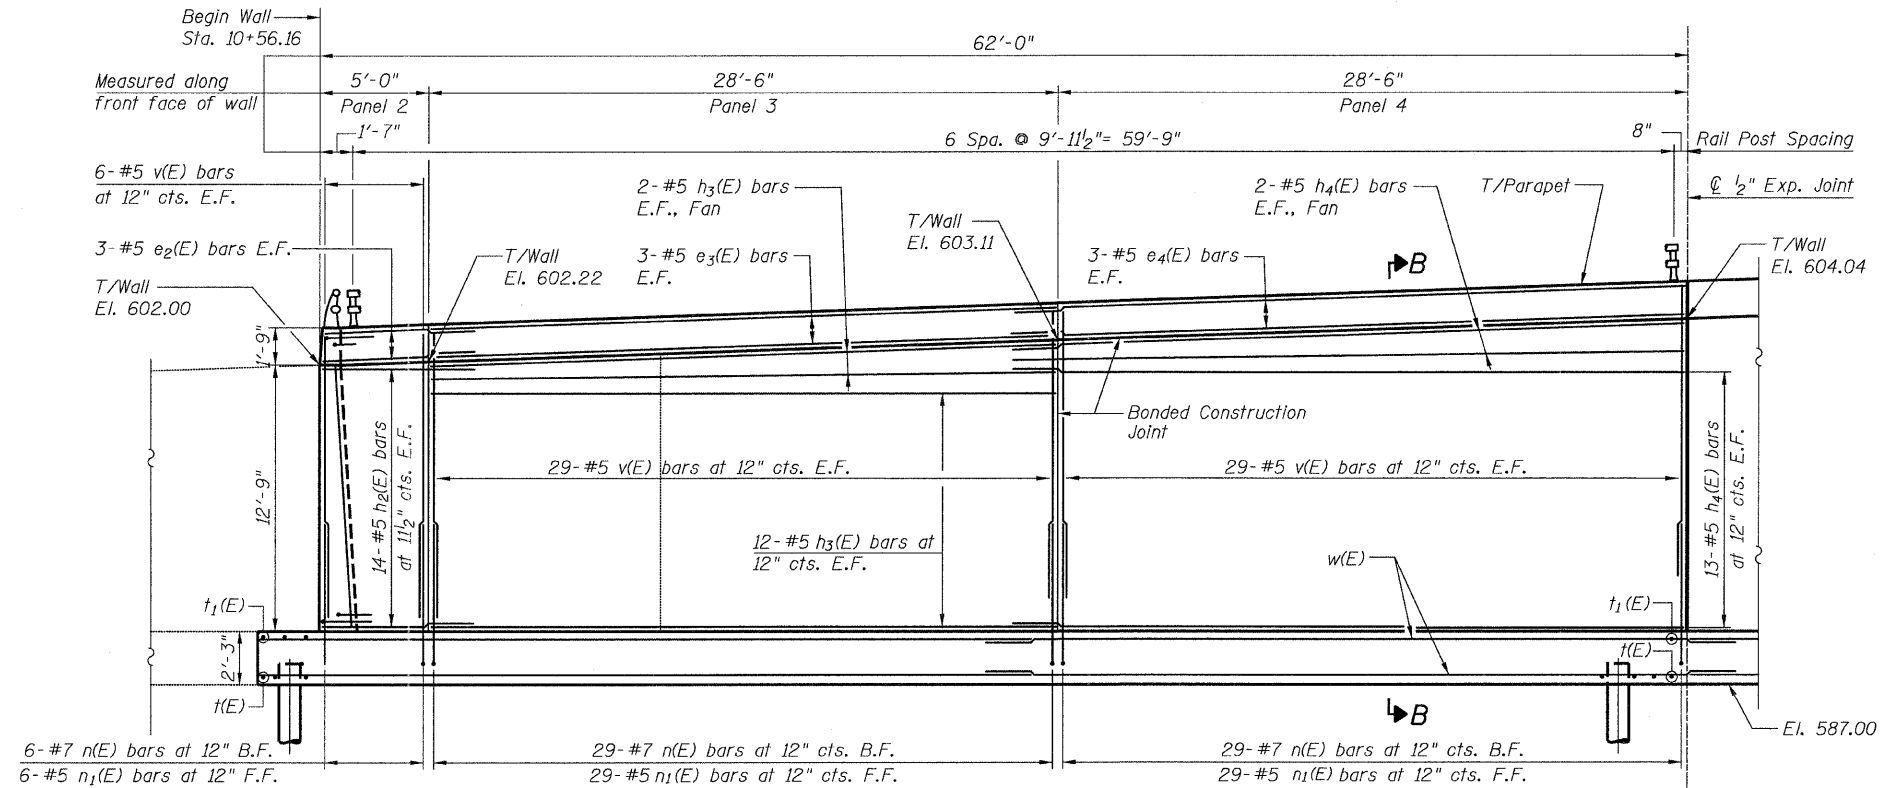 Begin Wall
Sta. 10+56.16
62'-0"
Measured along
front face of wall
5'-0"
Panel 2
28'-6"
Panel 3
28'-6"
Panel 4
1'-7"
6 Spa. @ 9'-11½"= 59'-9"
8"
Rail Post Spacing
6-#5 v(E) bars
at 12" cts. E.F.
2-#5 h3(E) bars
E.F., Fan
2-#5 h4(E) bars
E.F., Fan
T/Parapet
℄ ½" Exp. Joint
T/Wall
El. 603.11
3-#5 e2(E) bars E.F.
T/Wall
El. 602.22
3-#5 e3(E) bars
E.F.
3-#5 e4(E) bars
E.F.
B
T/Wall
El. 604.04
T/Wall
El. 602.00
1'-9"
12'-9"
14-#5 h2(E) bars
at 11½" cts. E.F.
Bonded Construction
Joint
29-#5 v(E) bars at 12" cts. E.F.
29-#5 v(E) bars at 12" cts. E.F.
13-#5 h4(E) bars
at 12" cts. E.F.
12-#5 h3(E) bars at
12" cts. E.F.
w(E)
t1(E)
t1(E)
2'-3"
t(E)
t(E)
B
El. 587.00
6-#7 n(E) bars at 12" B.F.
6-#5 n1(E) bars at 12" F.F.
29-#7 n(E) bars at 12" cts. B.F.
29-#5 n1(E) bars at 12" cts. F.F.
29-#7 n(E) bars at 12" cts. B.F.
29-#5 n1(E) bars at 12" cts. F.F.